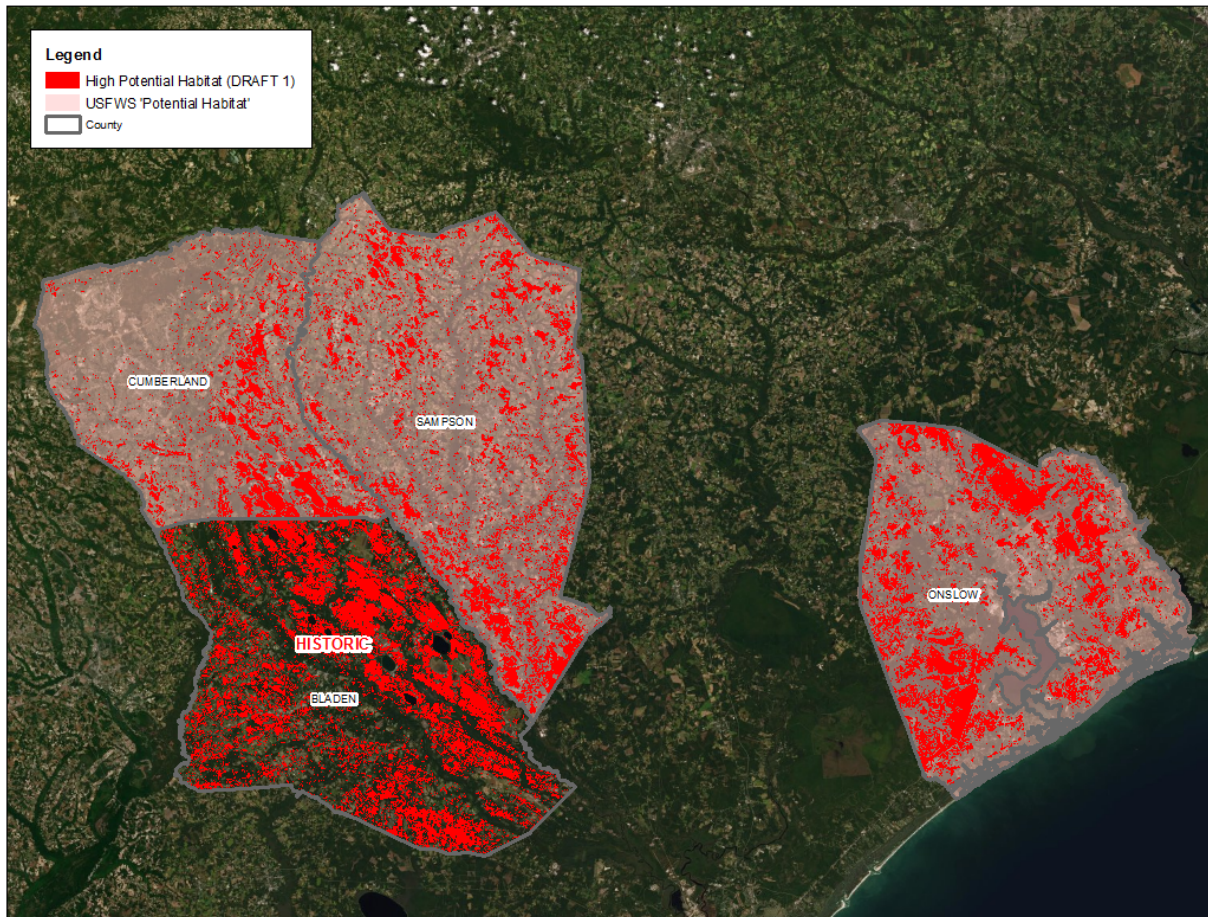 Legend
High Potential Habitat (DRAFT 1)
USFWS 'Potential Habitat'
County
CUMBERLAND
SAMPSON
ONSLOW
HISTORIC
BLADEN